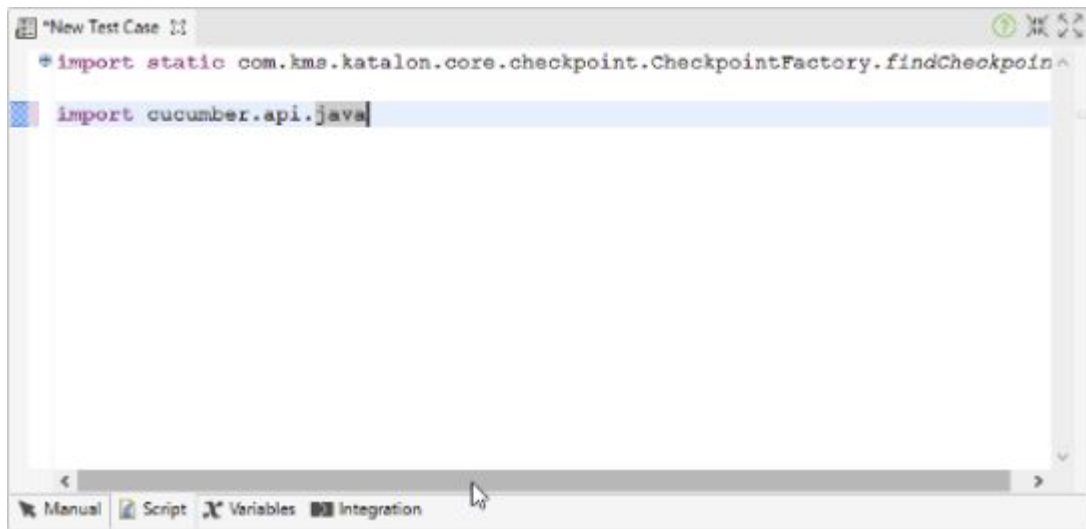 *New Test Case
import static com.kms.katalon.core.checkpoint.CheckpointFactory.findCheckpoin
import cucumber.api.java
Manual Script Variables Integration